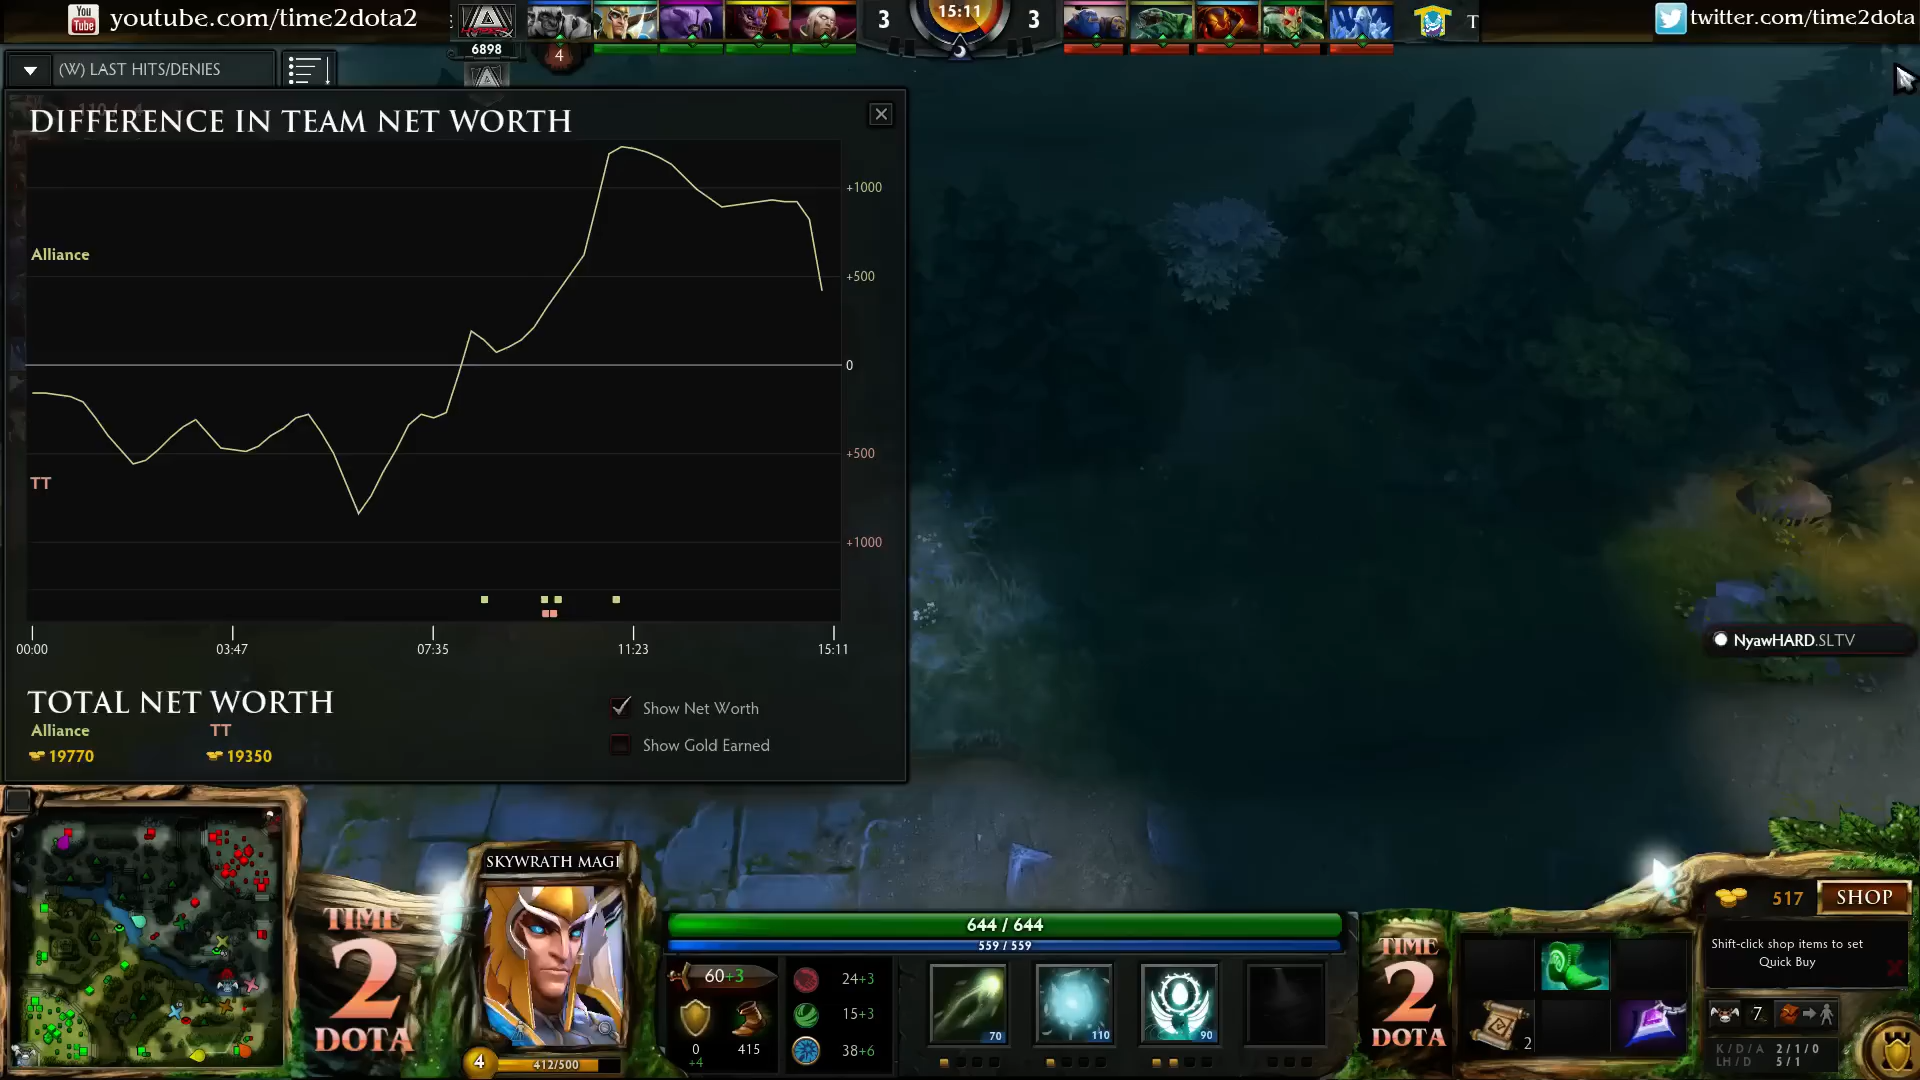 You
Tube
youtube.com/time2dota2
6898
4
3
15:11
3
T
twitter.com/time2dota
(W) LAST HITS/DENIES
DIFFERENCE IN TEAM NET WORTH
+1000
Alliance
+500
0
+500
TT
+1000
00:00
03:47
07:35
11:23
15:11
NyawHARD.SLTV
TOTAL NET WORTH
Alliance
TT
19770
19350
Show Net Worth
Show Gold Earned
TIME
2
DOTA
SKYWRATH MAG
4
412/500
644 / 644
559 / 559
60+3
0
+4
415
24+3
15+3
38+6
70
110
90
TIME
2
DOTA
2
517
SHOP
Shift-click shop items to set
Quick Buy
7
K / D / A 2 / 1 / 0
LH / D 5 / 1